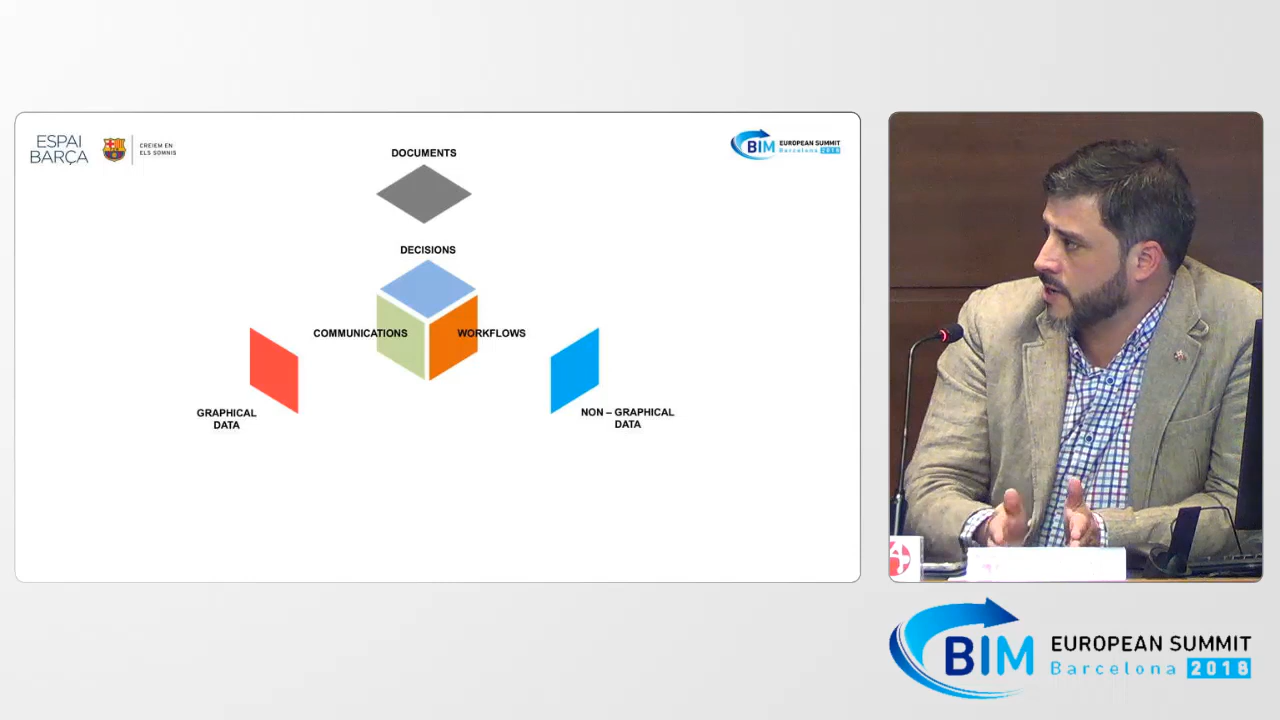 ESPAI
BARÇA
CREIEM EN
ELS SOMNIS
BIM
EUROPEAN SUMMIT
Barcelona 2018
DOCUMENTS
DECISIONS
COMMUNICATIONS
WORKFLOWS
GRAPHICAL
DATA
NON – GRAPHICAL
DATA
BIM
EUROPEAN SUMMIT
Barcelona 2018